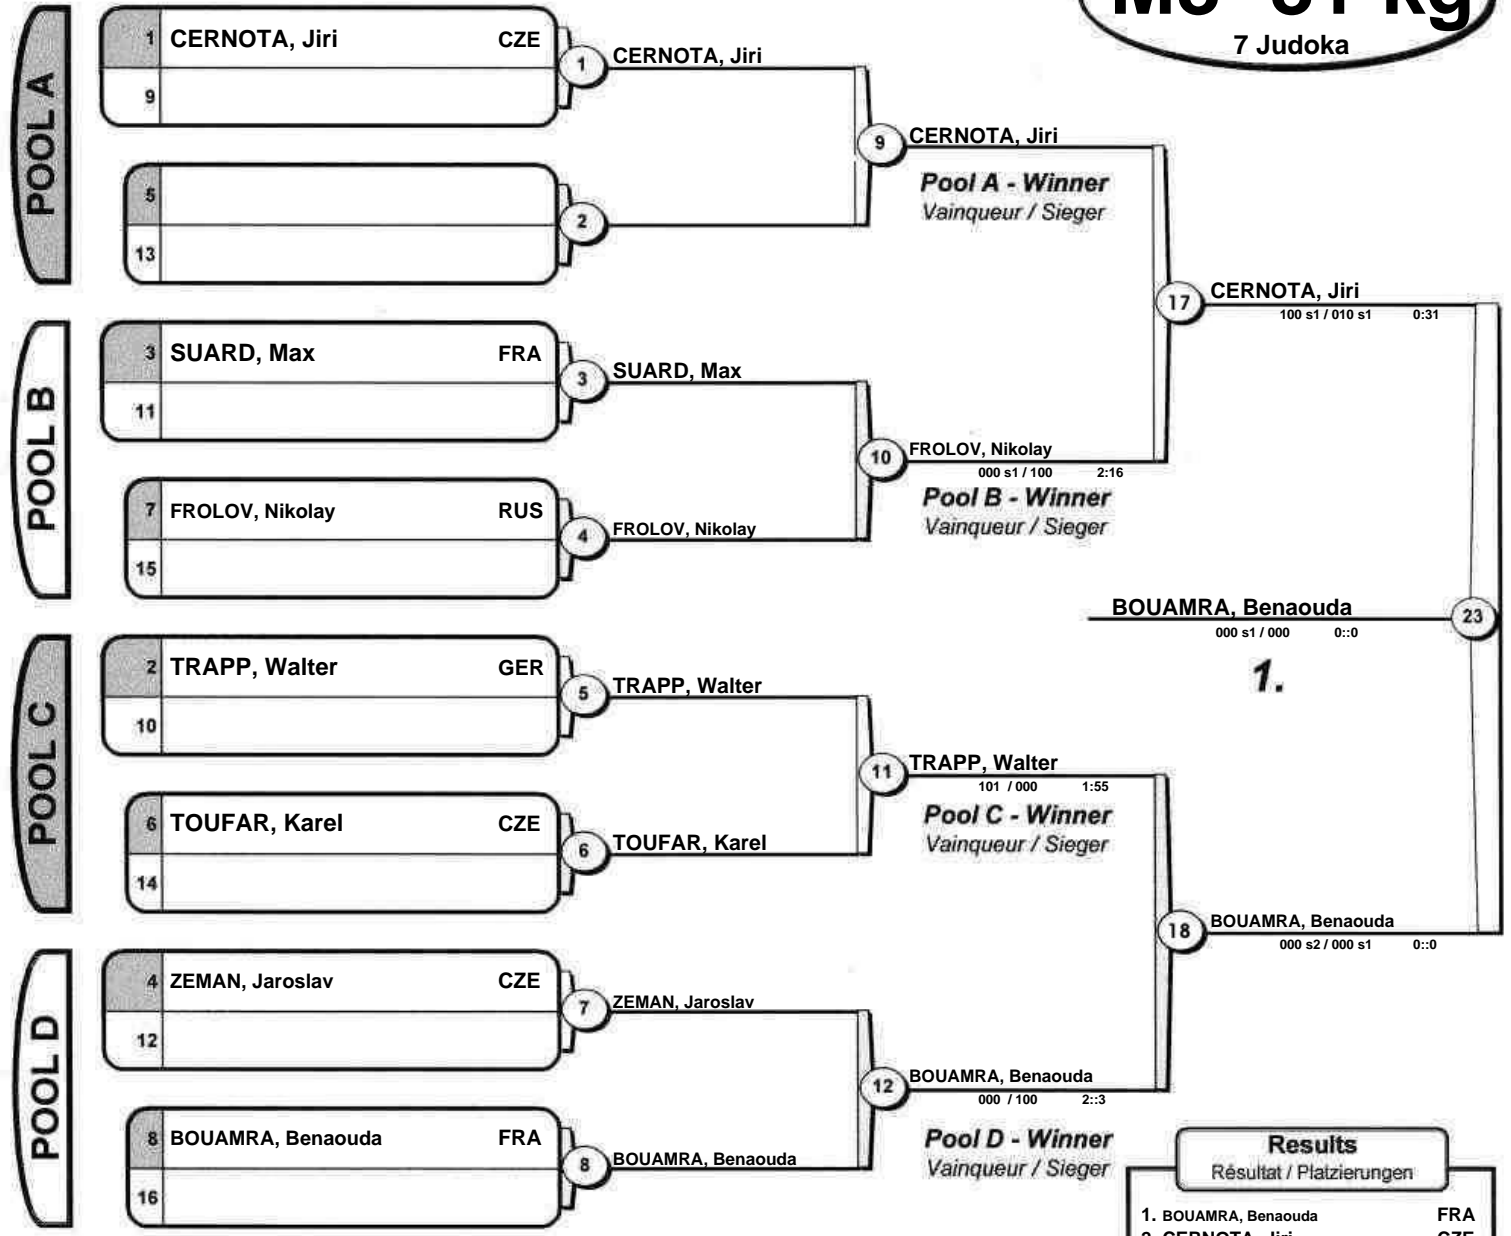 M6 -81 kg
7 Judoka
POOL A
1 CERNOTA, Jiri CZE
9
5
13
1 CERNOTA, Jiri
2
9 CERNOTA, Jiri
Pool A - Winner
Vainqueur / Sieger
POOL B
3 SUARD, Max FRA
11
7 FROLOV, Nikolay RUS
15
3 SUARD, Max
4 FROLOV, Nikolay
10 FROLOV, Nikolay
000 s1 / 100 2:16
Pool B - Winner
Vainqueur / Sieger
17 CERNOTA, Jiri
100 s1 / 010 s1 0:31
BOUAMRA, Benaouda 23
000 s1 / 000 0::0
1.
POOL C
2 TRAPP, Walter GER
10
6 TOUFAR, Karel CZE
14
5 TRAPP, Walter
6 TOUFAR, Karel
11 TRAPP, Walter
101 / 000 1:55
Pool C - Winner
Vainqueur / Sieger
18 BOUAMRA, Benaouda
000 s2 / 000 s1 0::0
POOL D
4 ZEMAN, Jaroslav CZE
12
8 BOUAMRA, Benaouda FRA
16
7 ZEMAN, Jaroslav
8 BOUAMRA, Benaouda
12 BOUAMRA, Benaouda
000 / 100 2::3
Pool D - Winner
Vainqueur / Sieger
Results
Résultat / Platzierungen
1. BOUAMRA, Benaouda FRA
2. CERNOTA, Jiri CZE